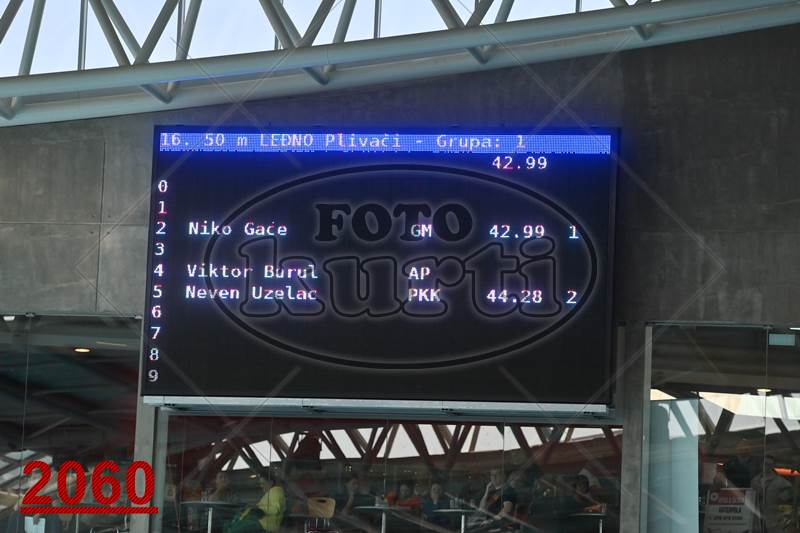 16. 50 m LEĐNO Plivači - Grupa: 1
42.99
0
1
2 Niko Gaće GM 42.99 1
3
4 Viktor Burul AP
5 Neven Uzelac PKK 44.28 2
6
7
8
9
FOTO
kurti
2060